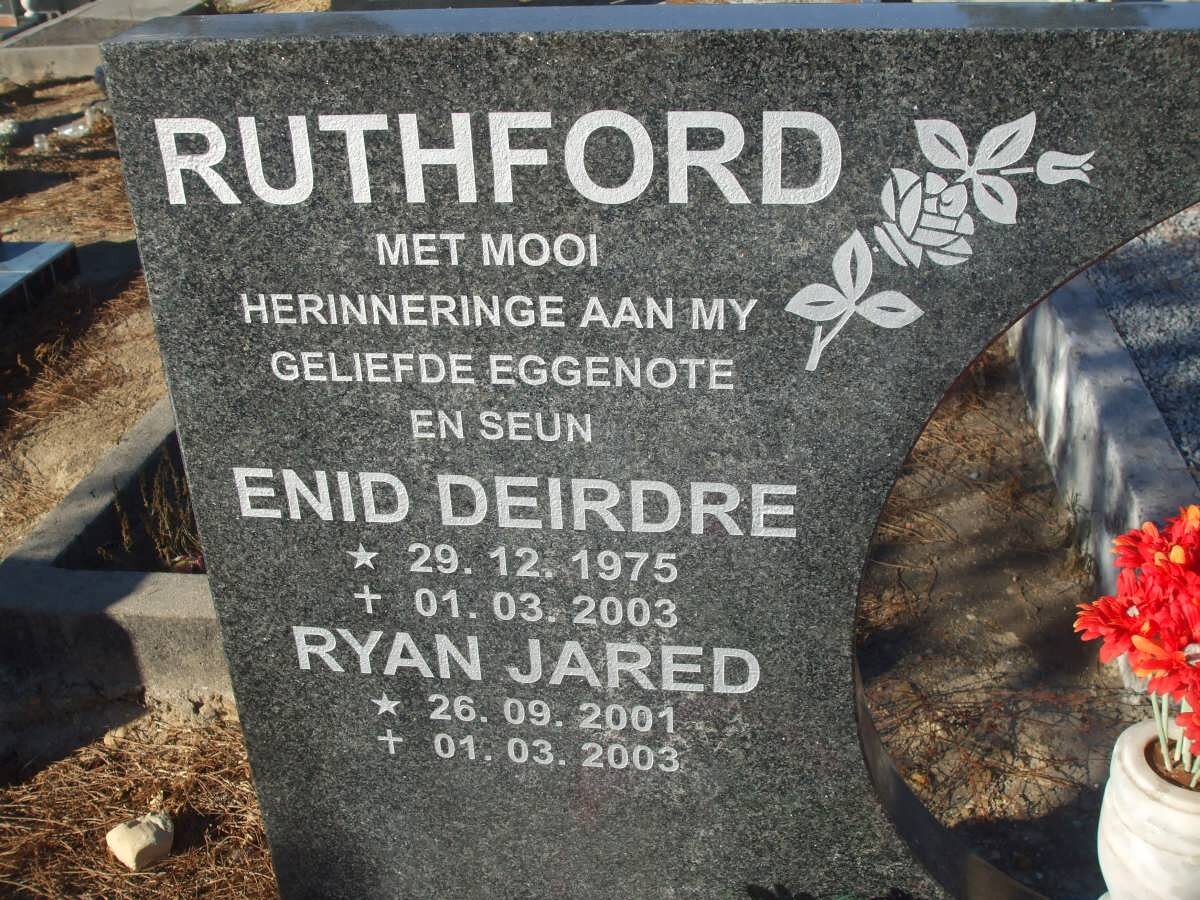 RUTHFORD
MET MOOI
HERINNERINGE AAN MY
GELIEFDE EGGENOTE
EN SEUN
ENID DEIRDRE
★ 29. 12. 1975
✝ 01. 03. 2003
RYAN JARED
★ 26. 09. 2001
✝ 01. 03. 2003